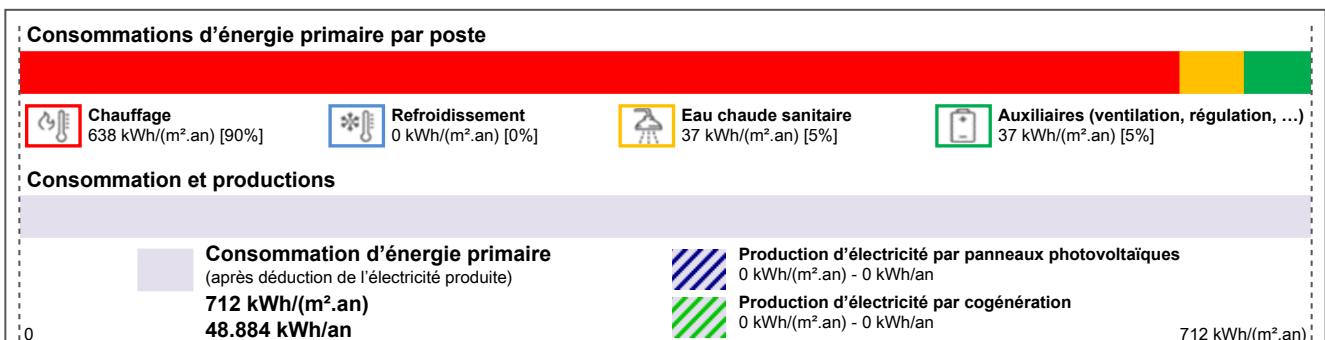 Consommations d'énergie primaire par poste
Chauffage
638 kWh/(m².an) [90%]
Refroidissement
0 kWh/(m².an) [0%]
Eau chaude sanitaire
37 kWh/(m².an) [5%]
Auxiliaires (ventilation, régulation, …)
37 kWh/(m².an) [5%]
Consommation et productions
Consommation d'énergie primaire
(après déduction de l'électricité produite)
712 kWh/(m².an)
48.884 kWh/an
Production d'électricité par panneaux photovoltaïques
0 kWh/(m².an) - 0 kWh/an
Production d'électricité par cogénération
0 kWh/(m².an) - 0 kWh/an
0
712 kWh/(m².an)